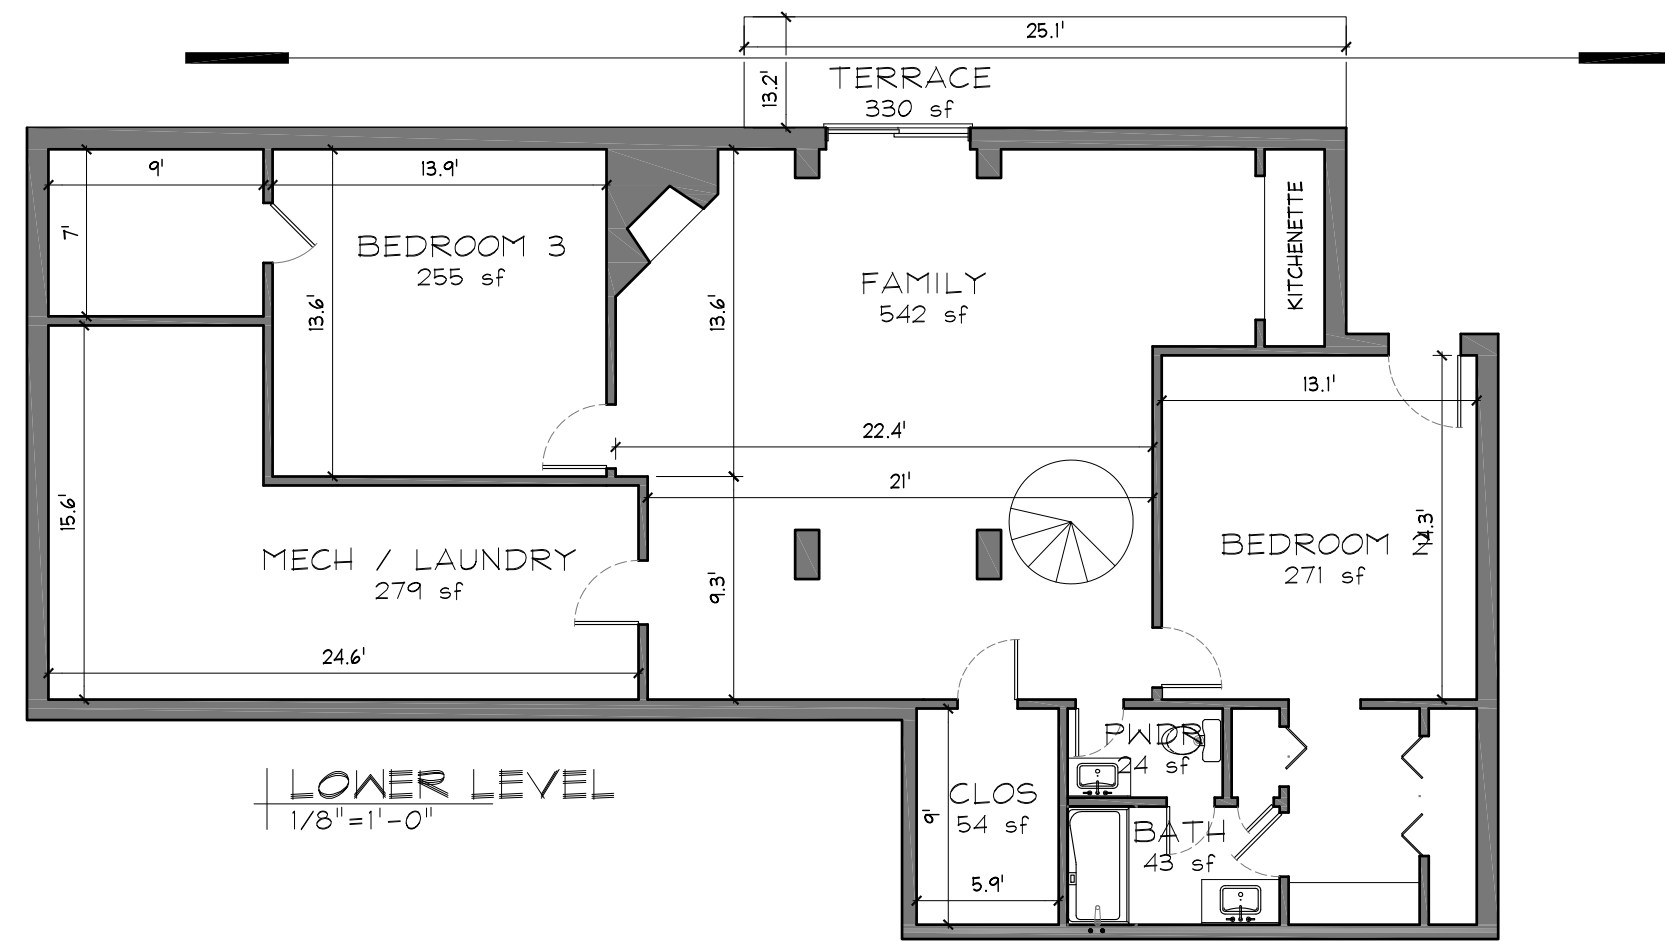 25.1'
13.2'
TERRACE
330 sf
9'
13.9'
7'
BEDROOM 3
255 sf
13.6'
13.6'
FAMILY
542 sf
KITCHENETTE
13.1'
22.4'
21'
15.6'
MECH / LAUNDRY
279 sf
9.3'
BEDROOM 2
271 sf
24.3'
24.6'
PWDR
24 sf
LOWER LEVEL
1/8"=1'-0"
CLOS
54 sf
9'
5.9'
BATH
43 sf